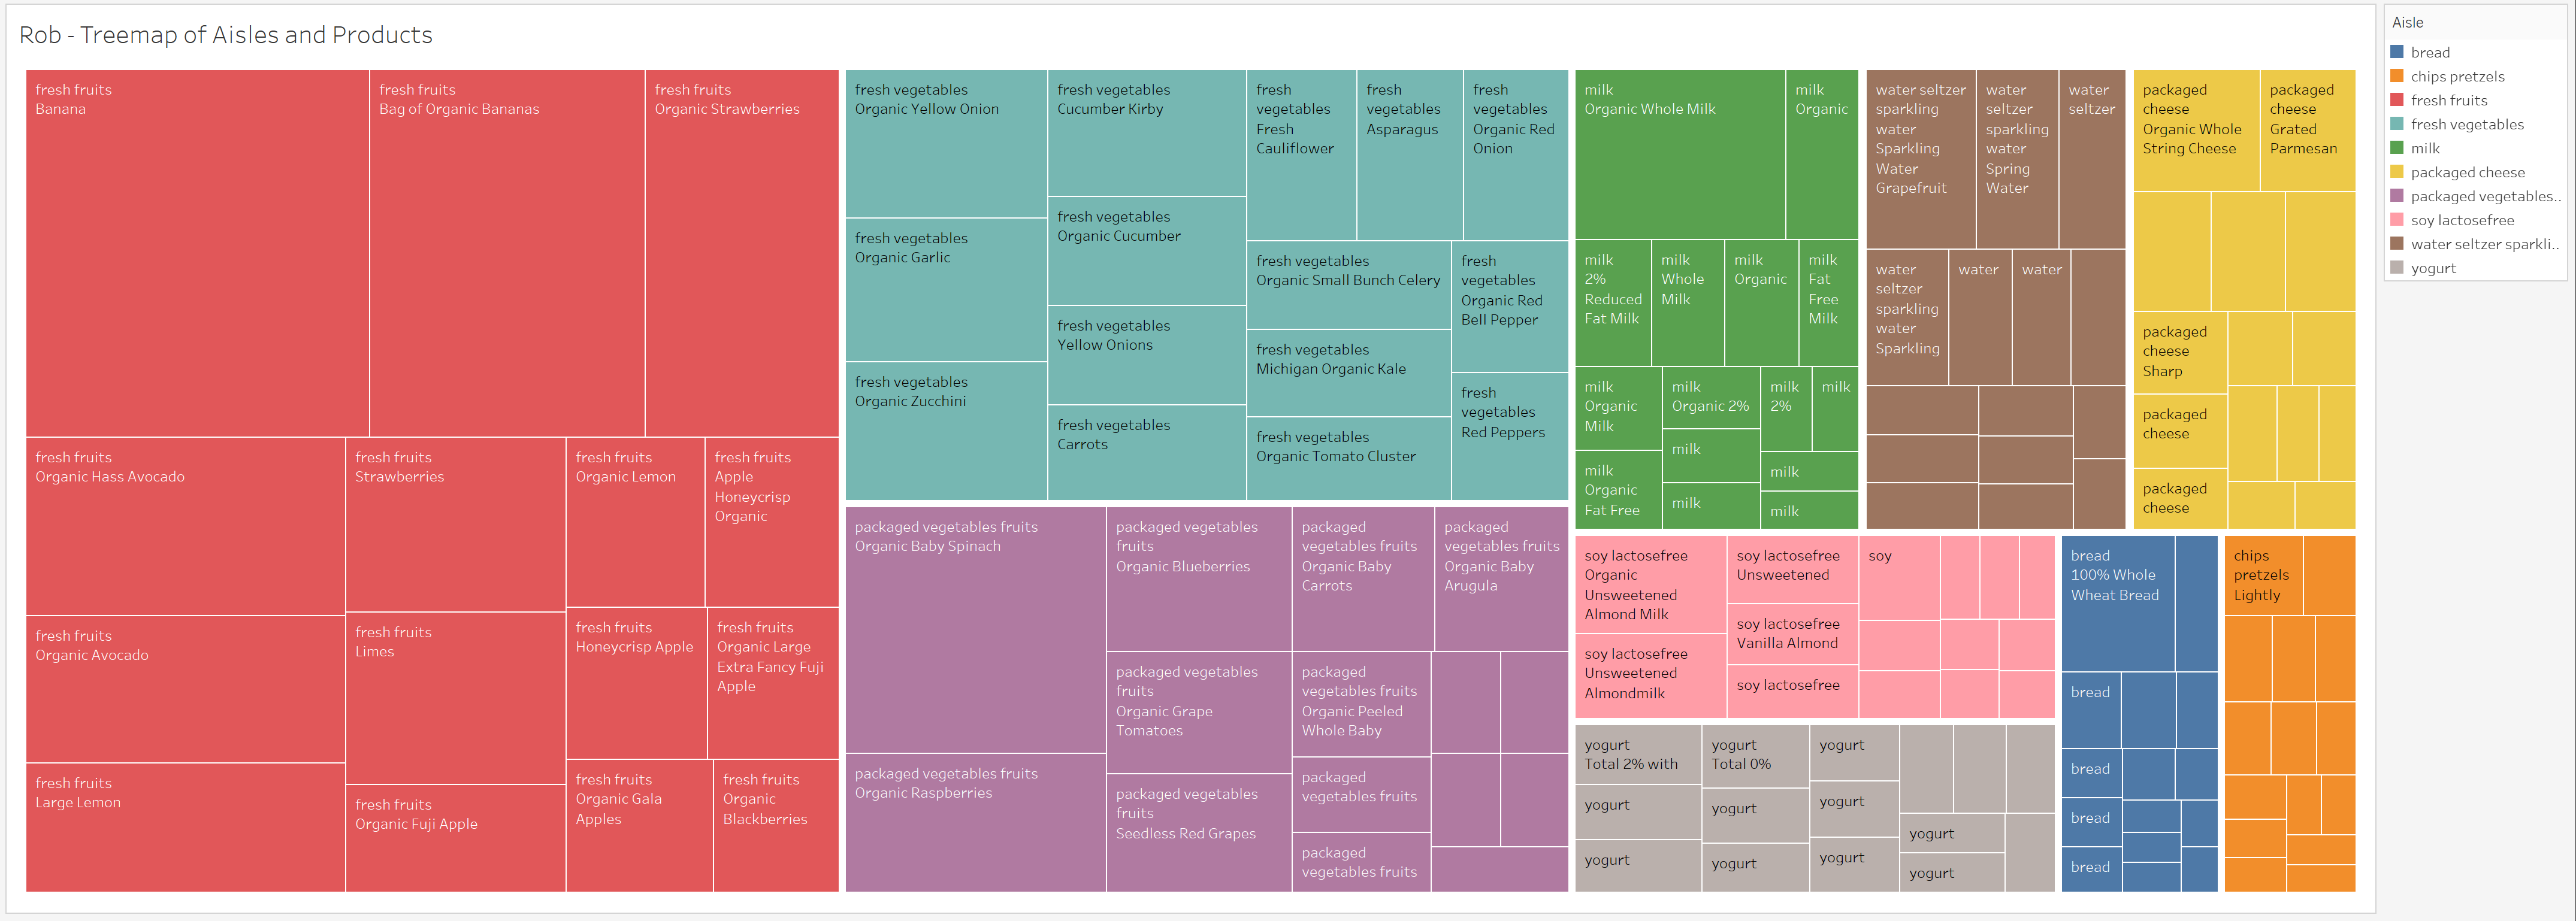 Rob - Treemap of Aisles and Products
fresh fruits
Banana
fresh fruits
Bag of Organic Bananas
fresh fruits
Organic Strawberries
fresh fruits
Organic Hass Avocado
fresh fruits
Organic Avocado
fresh fruits
Large Lemon
fresh fruits
Strawberries
fresh fruits
Limes
fresh fruits
Organic Fuji Apple
fresh fruits
Organic Lemon
fresh fruits
Apple
Honeycrisp
Organic
fresh fruits
Honeycrisp Apple
fresh fruits
Organic Large
Extra Fancy Fuji
Apple
fresh fruits
Organic Gala
Apples
fresh fruits
Organic
Blackberries
fresh vegetables
Organic Yellow Onion
fresh vegetables
Organic Garlic
fresh vegetables
Organic Zucchini
fresh vegetables
Cucumber Kirby
fresh vegetables
Organic Cucumber
fresh vegetables
Yellow Onions
fresh vegetables
Carrots
fresh
vegetables
Fresh
Cauliflower
fresh
vegetables
Asparagus
fresh
vegetables
Organic Red
Onion
fresh vegetables
Organic Small Bunch Celery
fresh vegetables
Michigan Organic Kale
fresh vegetables
Organic Tomato Cluster
fresh
vegetables
Organic Red
Bell Pepper
fresh
vegetables
Red Peppers
packaged vegetables fruits
Organic Baby Spinach
packaged vegetables fruits
Organic Raspberries
packaged vegetables
fruits
Organic Blueberries
packaged vegetables
fruits
Organic Grape
Tomatoes
packaged vegetables
fruits
Seedless Red Grapes
packaged
vegetables fruits
Organic Baby
Carrots
packaged
vegetables fruits
Organic Baby
Arugula
packaged
vegetables fruits
Organic Peeled
Whole Baby
packaged
vegetables fruits
packaged
vegetables fruits
milk
Organic Whole Milk
milk
Organic
milk
2%
Reduced
Fat Milk
milk
Whole
Milk
milk
Organic
milk
Fat
Free
Milk
milk
Organic
Milk
milk
Organic
Fat Free
milk
Organic 2%
milk
milk
milk
2%
milk
milk
milk
water seltzer
sparkling
water
Sparkling
Water
Grapefruit
water
seltzer
sparkling
water
Spring
Water
water
seltzer
water
seltzer
sparkling
water
Sparkling
water
water
packaged
cheese
Organic Whole
String Cheese
packaged
cheese
Grated
Parmesan
packaged
cheese
Sharp
packaged
cheese
packaged
cheese
soy lactosefree
Organic
Unsweetened
Almond Milk
soy lactosefree
Unsweetened
Almondmilk
soy lactosefree
Unsweetened
soy lactosefree
Vanilla Almond
soy lactosefree
soy
yogurt
Total 2% with
yogurt
yogurt
yogurt
Total 0%
yogurt
yogurt
yogurt
yogurt
yogurt
yogurt
yogurt
bread
100% Whole
Wheat Bread
bread
bread
bread
bread
chips
pretzels
Lightly
Aisle
bread
chips pretzels
fresh fruits
fresh vegetables
milk
packaged cheese
packaged vegetables..
soy lactosefree
water seltzer sparkli..
yogurt